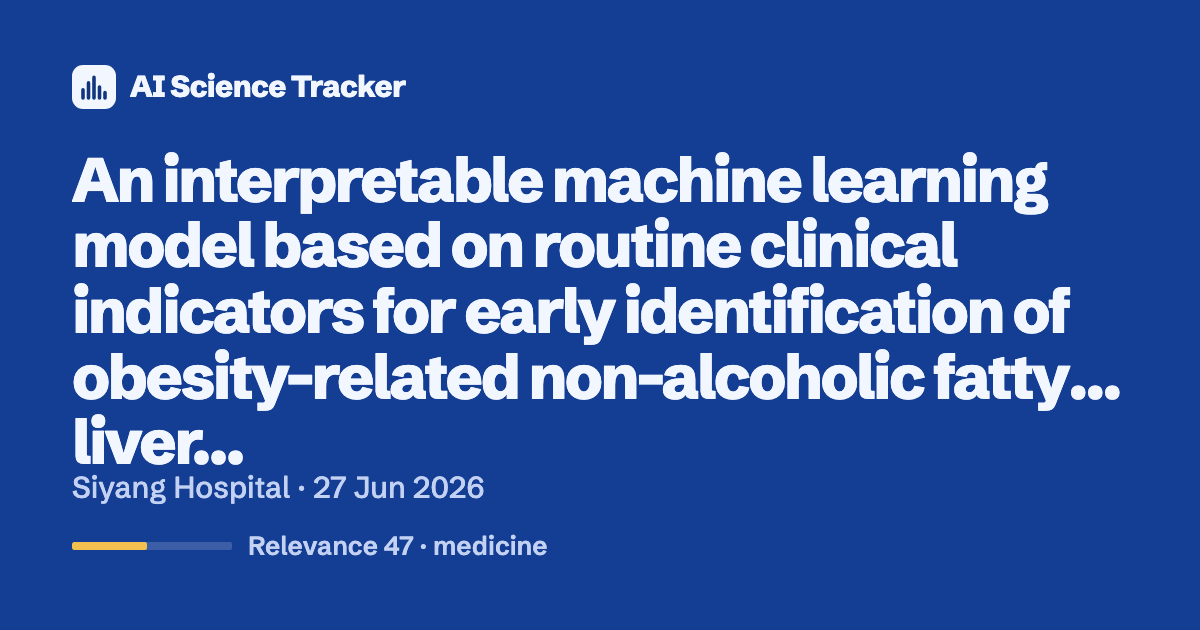 AI Science Tracker
An interpretable machine learning
model based on routine clinical
indicators for early identification of
obesity-related non-alcoholic fatty...
liver...
Siyang Hospital · 27 Jun 2026
Relevance 47 · medicine